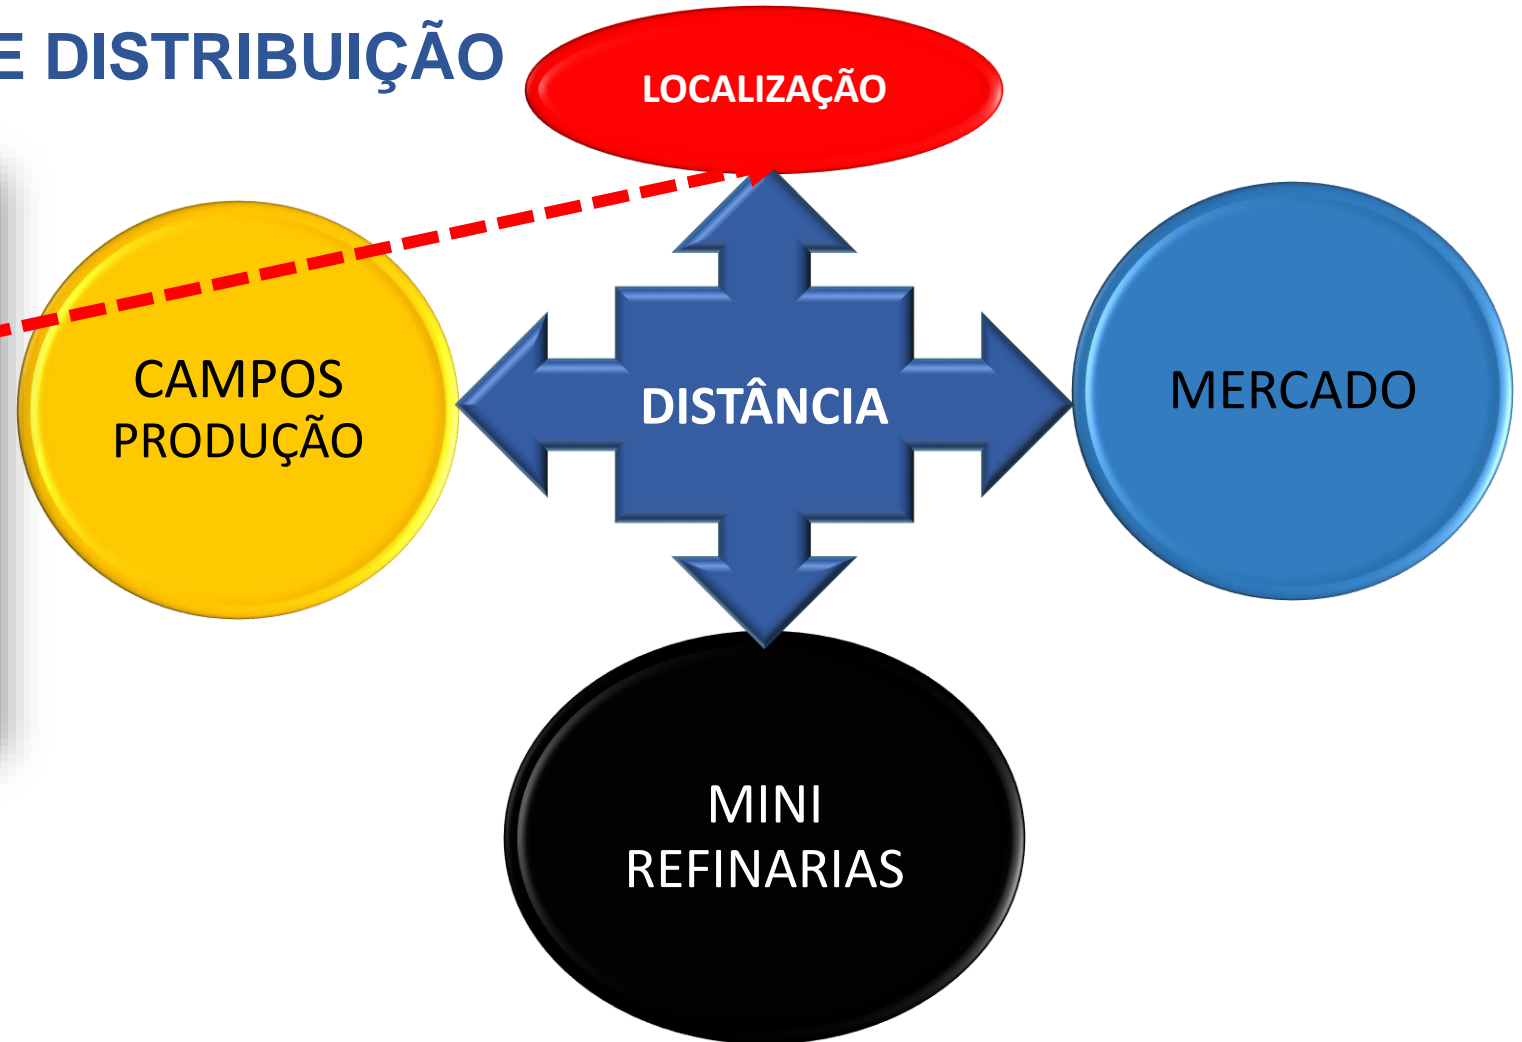 E DISTRIBUIÇÃO
LOCALIZAÇÃO
CAMPOS
PRODUÇÃO
DISTÂNCIA
MERCADO
MINI
REFINARIAS